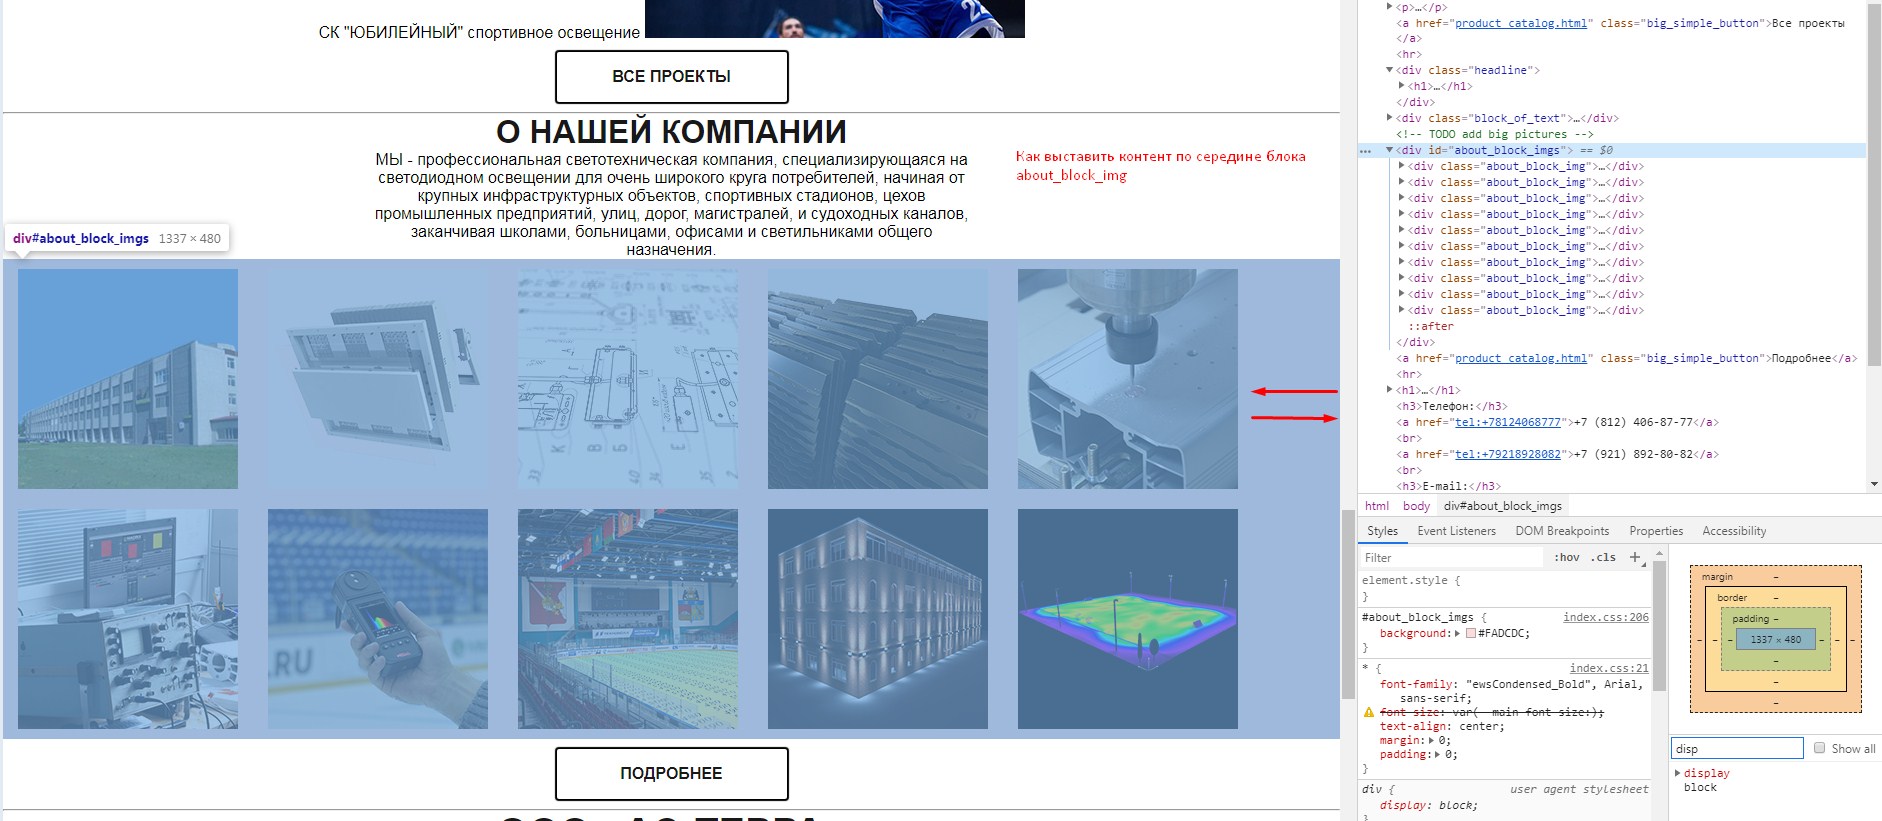 СК "ЮБИЛЕЙНЫЙ" спортивное освещение
ВСЕ ПРОЕКТЫ
О НАШЕЙ КОМПАНИИ
МЫ - профессиональная светотехническая компания, специализирующаяся на
светодиодном освещении для очень широкого круга потребителей, начиная от
крупных инфраструктурных объектов, спортивных стадионов, цехов
промышленных предприятий, улиц, дорог, магистралей, и судоходных каналов,
заканчивая школами, больницами, офисами и светильниками общего
назначения.
Как выставить контент по середине блока
about_block_img
div#about_block_imgs 1337 × 480
.RU
ПОДРОБНЕЕ
<p>…</p>
<a href="product_catalog.html" class="big_simple_button">Все проекты
</a>
<hr>
<div class="headline">
<h1>…</h1>
</div>
<div class="block_of_text">…</div>
<!-- TODO add big pictures -->
<div id="about_block_imgs"> == $0
<div class="about_block_img">…</div>
<div class="about_block_img">…</div>
<div class="about_block_img">…</div>
<div class="about_block_img">…</div>
<div class="about_block_img">…</div>
<div class="about_block_img">…</div>
<div class="about_block_img">…</div>
<div class="about_block_img">…</div>
<div class="about_block_img">…</div>
<div class="about_block_img">…</div>
::after
</div>
<a href="product_catalog.html" class="big_simple_button">Подробнее</a>
<hr>
<h1>…</h1>
<h3>Телефон:</h3>
<a href="tel:+78124068777">+7 (812) 406-87-77</a>
<br>
<a href="tel:+79218928082">+7 (921) 892-80-82</a>
<br>
<h3>E-mail:</h3>
html body div#about_block_imgs
Styles Event Listeners DOM Breakpoints Properties Accessibility
Filter :hov .cls +
element.style {
}
#about_block_imgs { index.css:206
background: #FADCDC;
}
* { index.css:21
font-family: "ewsCondensed_Bold", Arial,
sans-serif;
font-size: var(--main-font-size:);
text-align: center;
margin: 0;
padding: 0;
}
div { user agent stylesheet
display: block;
}
margin –
border –
padding –
1337 × 480
disp Show all
display
block